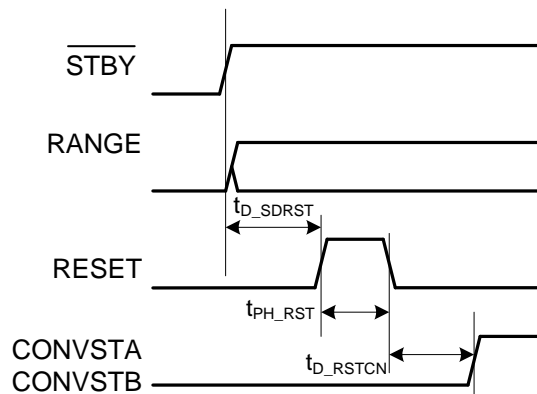 STBY
RANGE
tD_SDRST
RESET
tPH_RST
CONVSTA
CONVSTB
tD_RSTCN